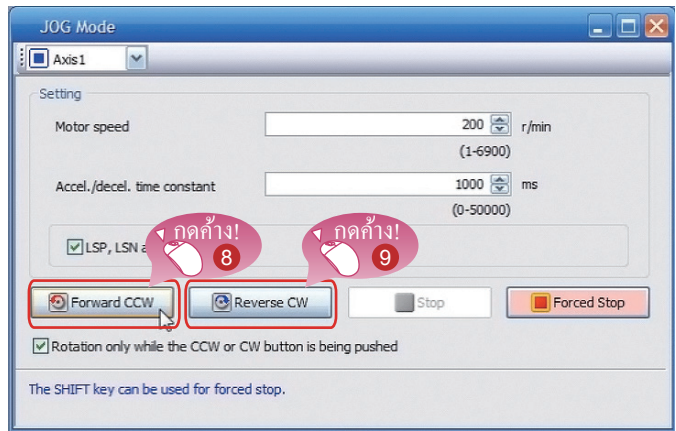 JOG Mode
Axis1
Setting
Motor speed 200 r/min
(1-6900)
Accel./decel. time constant 1000 ms
(0-50000)
กดค้าง! กดค้าง!
LSP, LSN a
8 9
Forward CCW Reverse CW Stop Forced Stop
Rotation only while the CCW or CW button is being pushed
The SHIFT key can be used for forced stop.